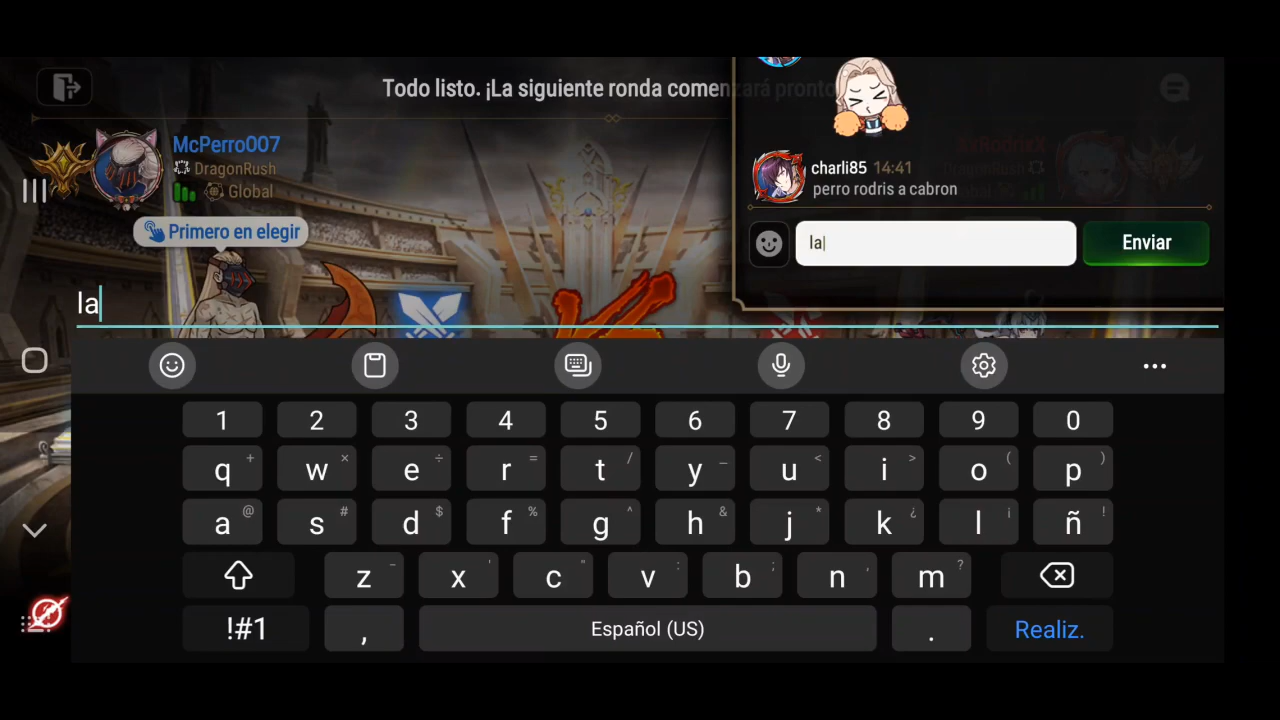 Todo listo. ¡La siguiente ronda comenzará pronto
McPerro007
DragonRush
Global
Primero en elegir
charli85 14:41
perro rodris a cabron
la
Enviar
la
1 2 3 4 5 6 7 8 9 0
q + w × e ÷ r = t / y _ u < i > o ( p )
a @ s # d $ f % g ^ h & j * k ¿ l ¡ ñ !
z - x ' c " v : b ; n , m ?
!#1 , Español (US) . Realiz.